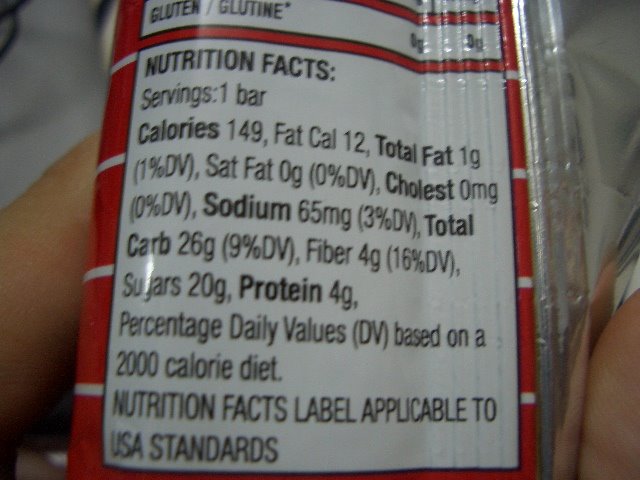 GLUTEN / GLUTINE*
0g 0g
NUTRITION FACTS:
Servings:1 bar
Calories 149, Fat Cal 12, Total Fat 1g
(1%DV), Sat Fat 0g (0%DV), Cholest 0mg
(0%DV), Sodium 65mg (3%DV), Total
Carb 26g (9%DV), Fiber 4g (16%DV),
Sugars 20g, Protein 4g,
Percentage Daily Values (DV) based on a
2000 calorie diet.
NUTRITION FACTS LABEL APPLICABLE TO
USA STANDARDS